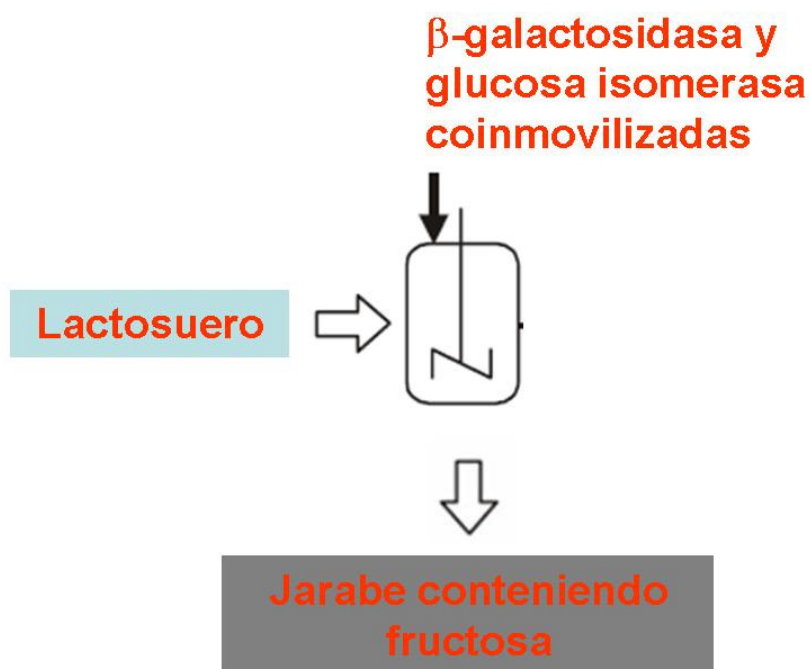 β-galactosidasa y
glucosa isomerasa
coinmovilizadas
Lactosuero
Jarabe conteniendo
fructosa